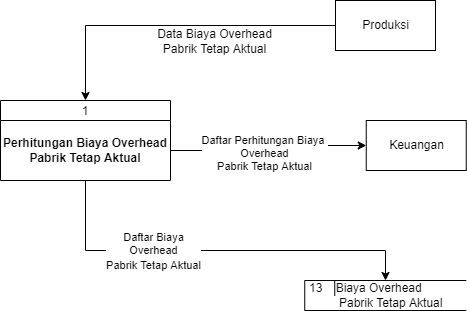 Produksi
Data Biaya Overhead
Pabrik Tetap Aktual
1
Perhitungan Biaya Overhead
Pabrik Tetap Aktual
Daftar Perhitungan Biaya
Overhead
Pabrik Tetap Aktual
Keuangan
Daftar Biaya
Overhead
Pabrik Tetap Aktual
13 Biaya Overhead
Pabrik Tetap Aktual